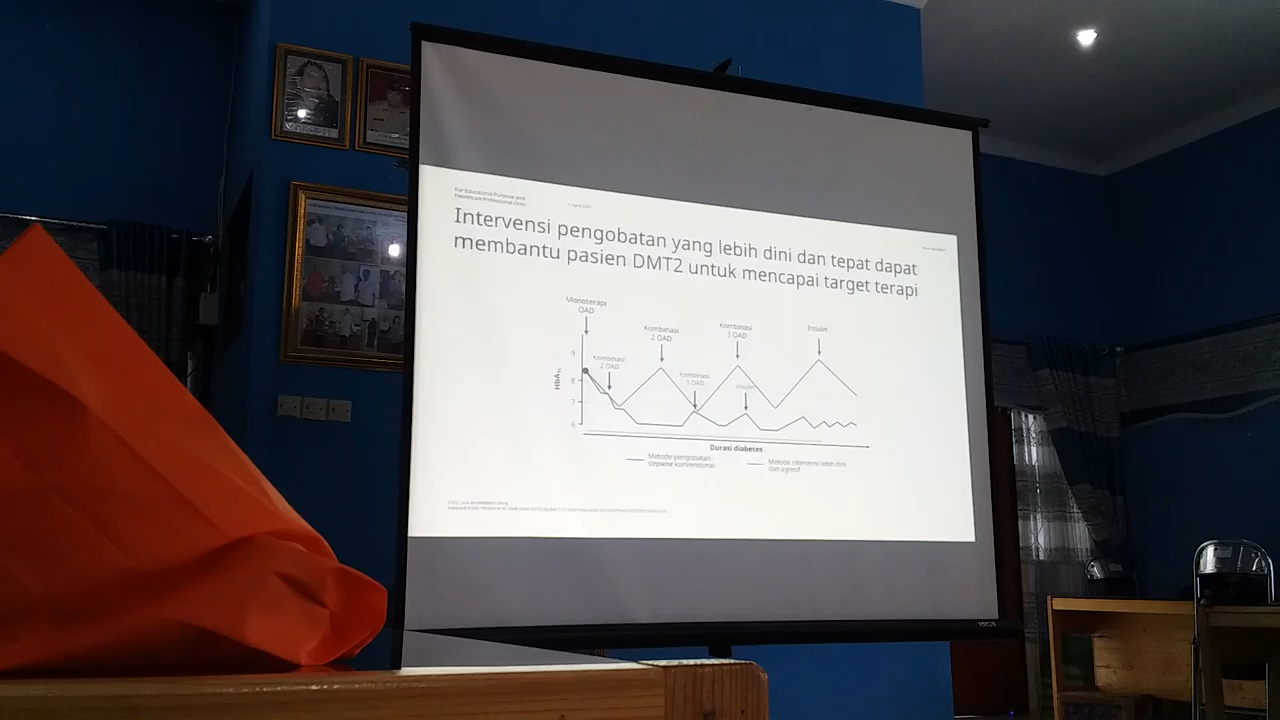 For Educational Purpose and
Healthcare Professional Only
Intervensi pengobatan yang lebih dini dan tepat dapat
membantu pasien DMT2 untuk mencapai target terapi
Monoterapi
OAD
Kombinasi
2 OAD
Kombinasi
3 OAD
Insulin
Kombinasi
2 OAD
Kombinasi
3 OAD
Insulin
HbA1c
9
8
7
6
Durasi diabetes
Metode pengobatan
stepwise konvensional
Metode intervensi lebih dini
dan agresif